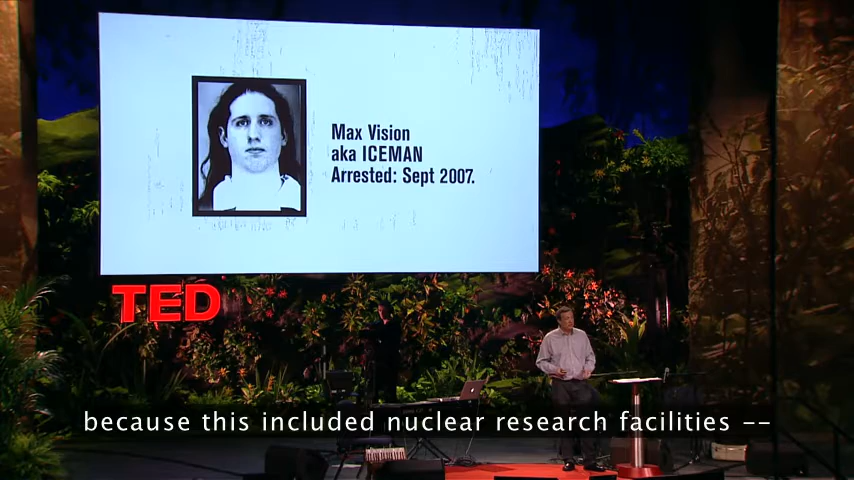 Max Vision
aka ICEMAN
Arrested: Sept 2007.
TED
because this included nuclear research facilities --